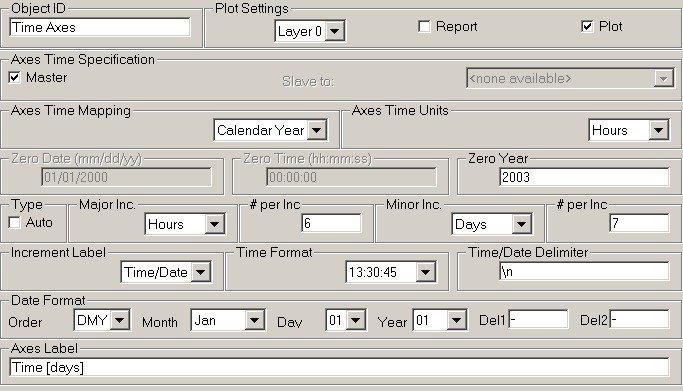 Object ID
Plot Settings
Time Axes
Layer 0
Report
Plot
Axes Time Specification
Master
Slave to:
<none available>
Axes Time Mapping
Axes Time Units
Calendar Year
Hours
Zero Date (mm/dd/yy)
Zero Time (hh:mm:ss)
Zero Year
01/01/2000
00:00:00
2003
Type
Major Inc.
# per Inc
Minor Inc.
# per Inc
Auto
Hours
6
Days
7
Increment Label
Time Format
Time/Date Delimiter
Time/Date
13:30:45
\n
Date Format
Order
DMY
Month
Jan
Day
01
Year
01
Del1
-
Del2
-
Axes Label
Time [days]